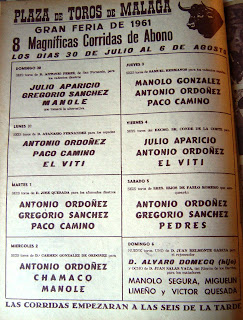 PLAZA DE TOROS DE MALAGA
GRAN FERIA DE 1961
8 Magníficas Corridas de Abono
LOS DIAS 30 DE JULIO AL 6 DE AGOSTO
DOMINGO 30
JULIO APARICIO
GREGORIO SANCHEZ
MANOLE
LUNES 31
ANTONIO ORDOÑEZ
PACO CAMINO
EL VITI
MARTES 1
ANTONIO ORDOÑEZ
GREGORIO SANCHEZ
PACO CAMINO
MIERCOLES 2
ANTONIO ORDOÑEZ
CHAMACO
MANOLE
JUEVES 3
MANOLO GONZALEZ
ANTONIO ORDOÑEZ
PACO CAMINO
VIERNES 4
JULIO APARICIO
ANTONIO ORDOÑEZ
EL VITI
SABADO 5
ANTONIO ORDOÑEZ
GREGORIO SANCHEZ
PEDRES
DOMINGO 6
D. ALVARO DOMECQ (hijo)
MANOLO SEGURA, MIGUELIN
LIMEÑO y VICTOR QUESADA
LAS CORRIDAS EMPEZARAN A LAS SEIS DE LA TARDE